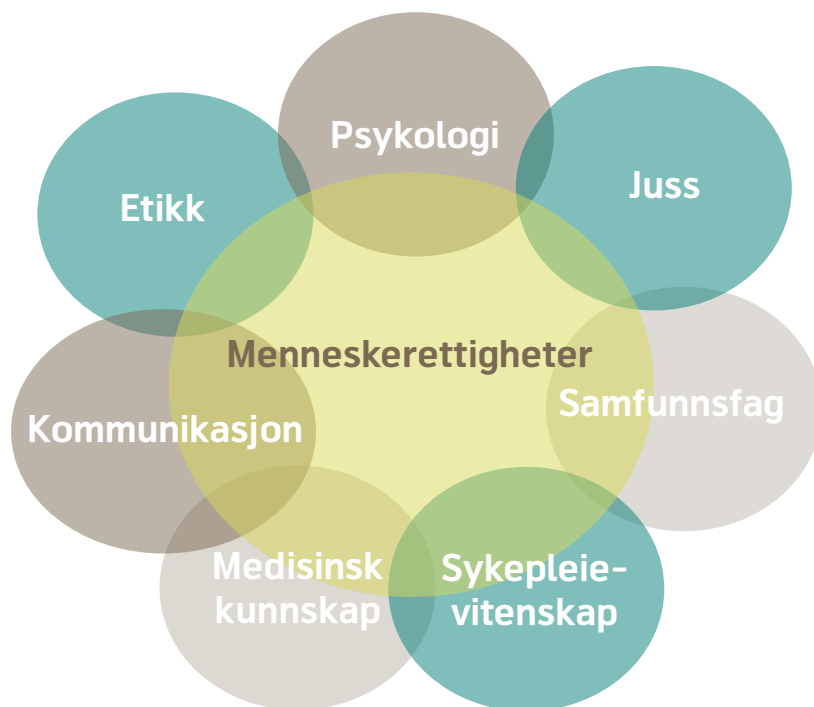 Psykologi
Juss
Etikk
Menneskerettigheter
Samfunnsfag
Kommunikasjon
Medisinsk
kunnskap
Sykepleie-
vitenskap